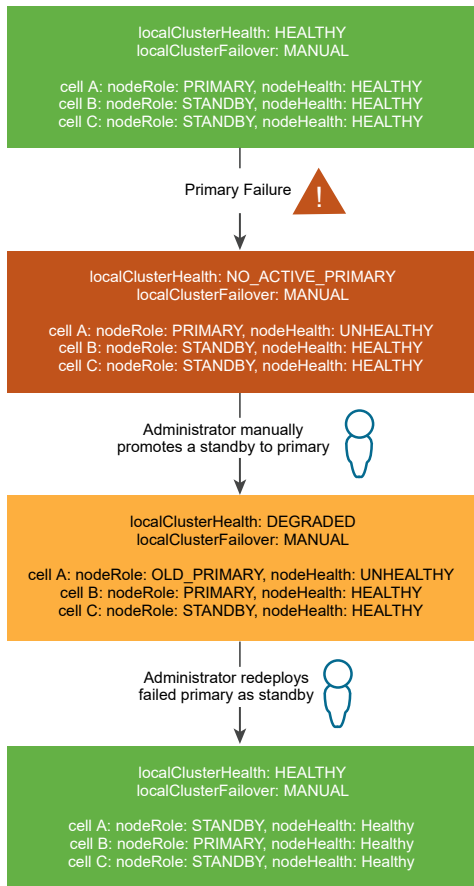 localClusterHealth: HEALTHY
localClusterFailover: MANUAL
cell A: nodeRole: PRIMARY, nodeHealth: HEALTHY
cell B: nodeRole: STANDBY, nodeHealth: HEALTHY
cell C: nodeRole: STANDBY, nodeHealth: HEALTHY
Primary Failure
!
localClusterHealth: NO_ACTIVE_PRIMARY
localClusterFailover: MANUAL
cell A: nodeRole: PRIMARY, nodeHealth: UNHEALTHY
cell B: nodeRole: STANDBY, nodeHealth: HEALTHY
cell C: nodeRole: STANDBY, nodeHealth: HEALTHY
Administrator manually
promotes a standby to primary
localClusterHealth: DEGRADED
localClusterFailover: MANUAL
cell A: nodeRole: OLD_PRIMARY, nodeHealth: UNHEALTHY
cell B: nodeRole: PRIMARY, nodeHealth: HEALTHY
cell C: nodeRole: STANDBY, nodeHealth: HEALTHY
Administrator redeploys
failed primary as standby
localClusterHealth: HEALTHY
localClusterFailover: MANUAL
cell A: nodeRole: STANDBY, nodeHealth: Healthy
cell B: nodeRole: PRIMARY, nodeHealth: Healthy
cell C: nodeRole: STANDBY, nodeHealth: Healthy